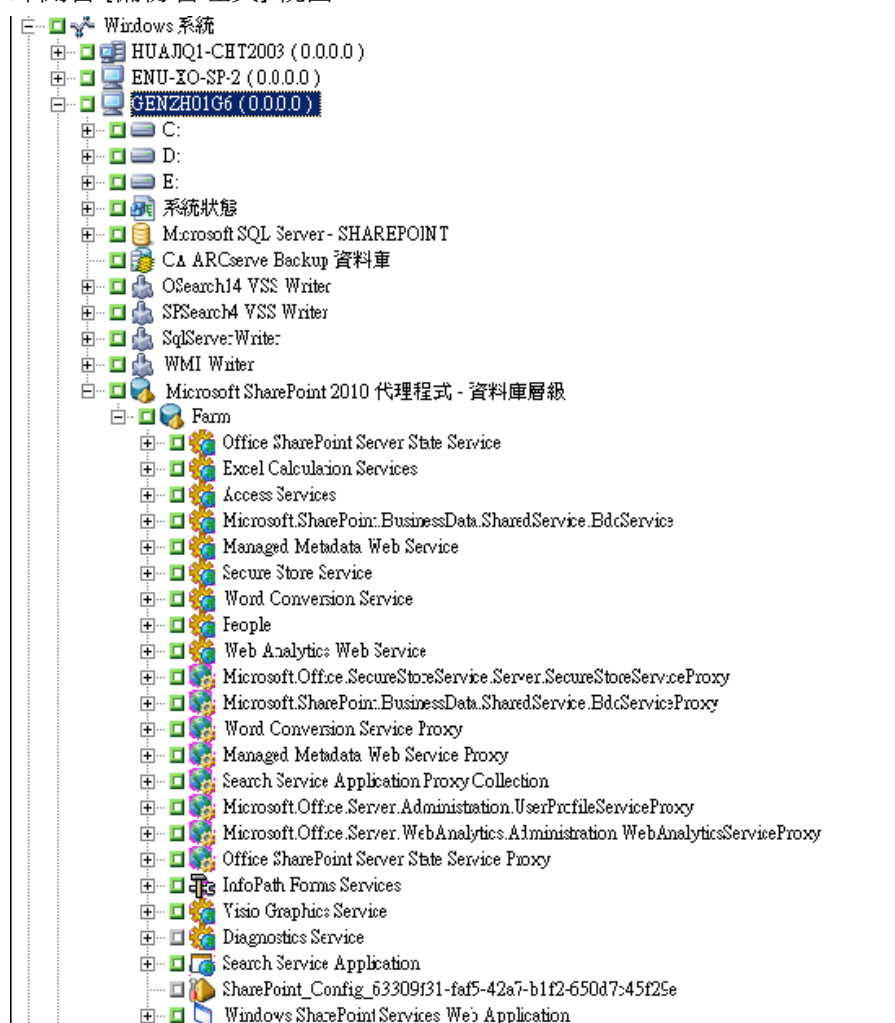 Windows 系統
HUAJIQ1-CHT2003 ( 0.0.0.0 )
ENU-XO-SP-2 ( 0.0.0.0 )
GENZH01G6 ( 0.0.0.0 )
C:
D:
E:
系統狀態
Microsoft SQL Server - SHAREPOINT
CA ARCserve Backup 資料庫
OSearch14 VSS Writer
SPSearch4 VSS Writer
SqlServerWriter
WMI Writer
Microsoft SharePoint 2010 代理程式 - 資料庫層級
Farm
Office SharePoint Server State Service
Excel Calculation Services
Access Services
Microsoft.SharePoint.BusinessData.SharedService.BdcService
Managed Metadata Web Service
Secure Store Service
Word Conversion Service
People
Web Analytics Web Service
Microsoft.Office.SecureStoreService.Server.SecureStoreServiceProxy
Microsoft.SharePoint.BusinessData.SharedService.BdcServiceProxy
Word Conversion Service Proxy
Managed Metadata Web Service Proxy
Search Service Application Proxy Collection
Microsoft.Office.Server.Administration.UserProfileServiceProxy
Microsoft.Office.Server.WebAnalytics.Administration.WebAnalyticsServiceProxy
Office SharePoint Server State Service Proxy
InfoPath Forms Services
Visio Graphics Service
Diagnostics Service
Search Service Application
SharePoint_Config_63309f31-faf5-42a7-b1f2-650d7b45f29e
Windows SharePoint Services Web Application